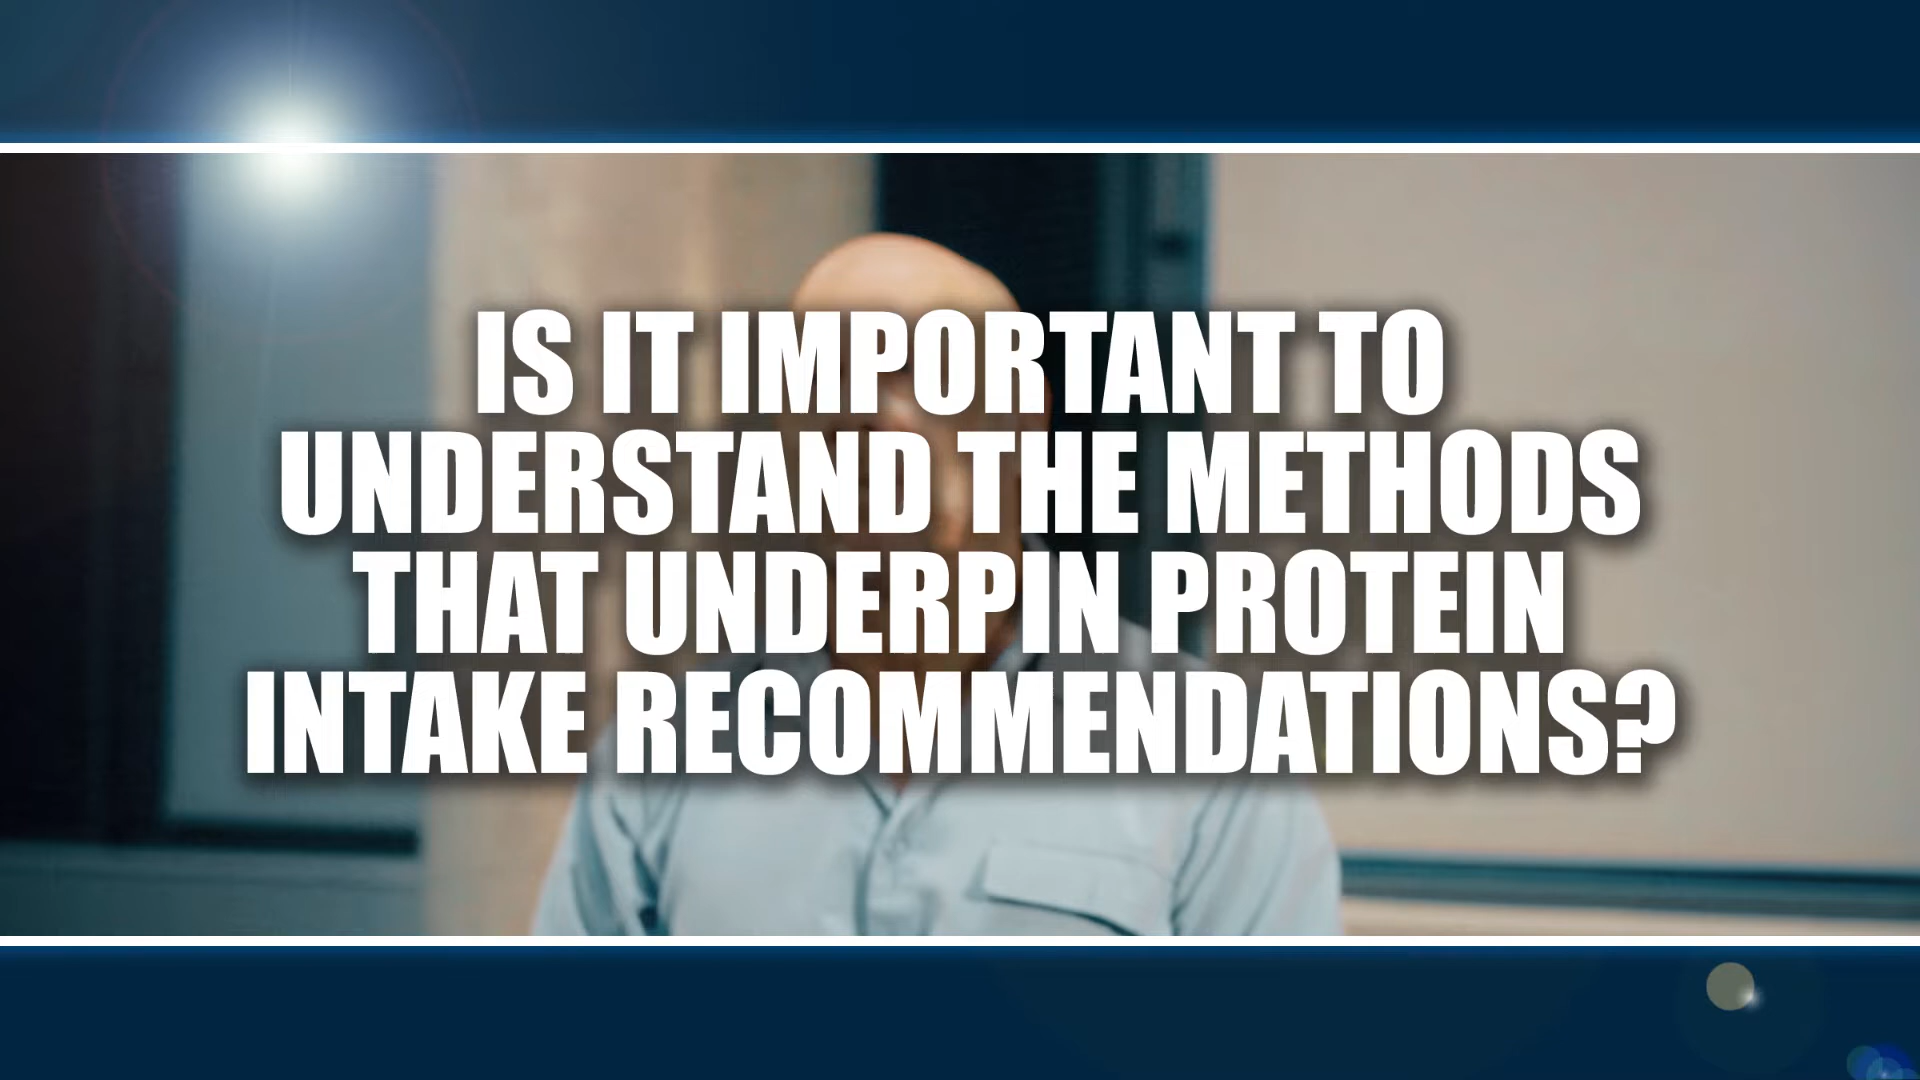 IS IT IMPORTANT TO
UNDERSTAND THE METHODS
THAT UNDERPIN PROTEIN
INTAKE RECOMMENDATIONS?